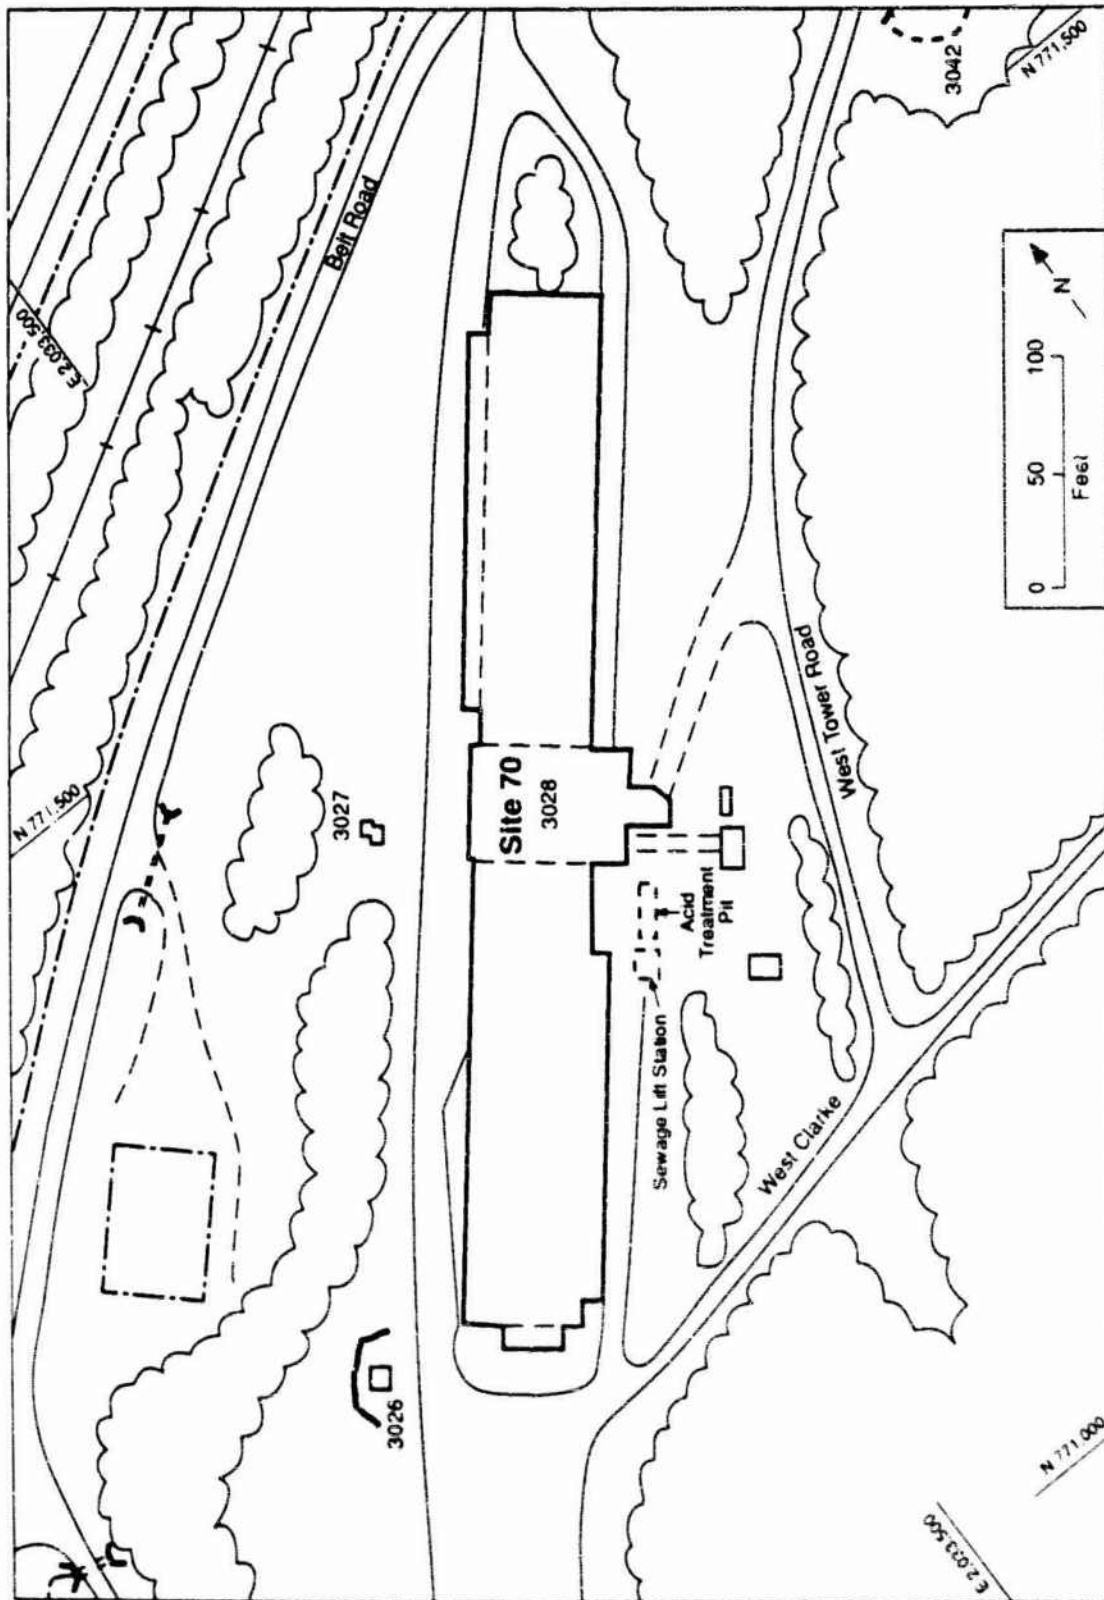 3042
N 771,500
E 2,033,500
Belt Road
N
0 50 100
Feet
N 771,500
3027
Site 70
3028
West Tower Road
Acid
Treatment
Pit
Sewage Lift Station
West Clarke
3026
N 771,000
E 2,033,500